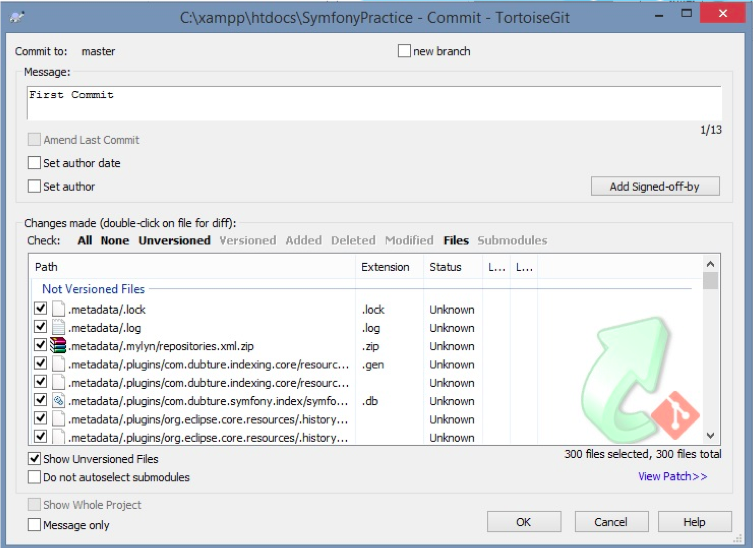 C:\xampp\htdocs\SymfonyPractice - Commit - TortoiseGit
Commit to: master new branch
Message:
First Commit
1/13
Amend Last Commit
Set author date
Set author Add Signed-off-by
Changes made (double-click on file for diff):
Check: All None Unversioned Versioned Added Deleted Modified Files Submodules
Path Extension Status L... L...
Not Versioned Files
.metadata/.lock .lock Unknown
.metadata/.log .log Unknown
.metadata/.mylyn/repositories.xml.zip .zip Unknown
.metadata/.plugins/com.dubture.indexing.core/resourc... .gen Unknown
.metadata/.plugins/com.dubture.indexing.core/resourc... Unknown
.metadata/.plugins/com.dubture.symfony.index/symfo... .db Unknown
.metadata/.plugins/org.eclipse.core.resources/.history... Unknown
.metadata/.plugins/org.eclipse.core.resources/.history... Unknown
Show Unversioned Files 300 files selected, 300 files total
Do not autoselect submodules View Patch>>
Show Whole Project
Message only OK Cancel Help